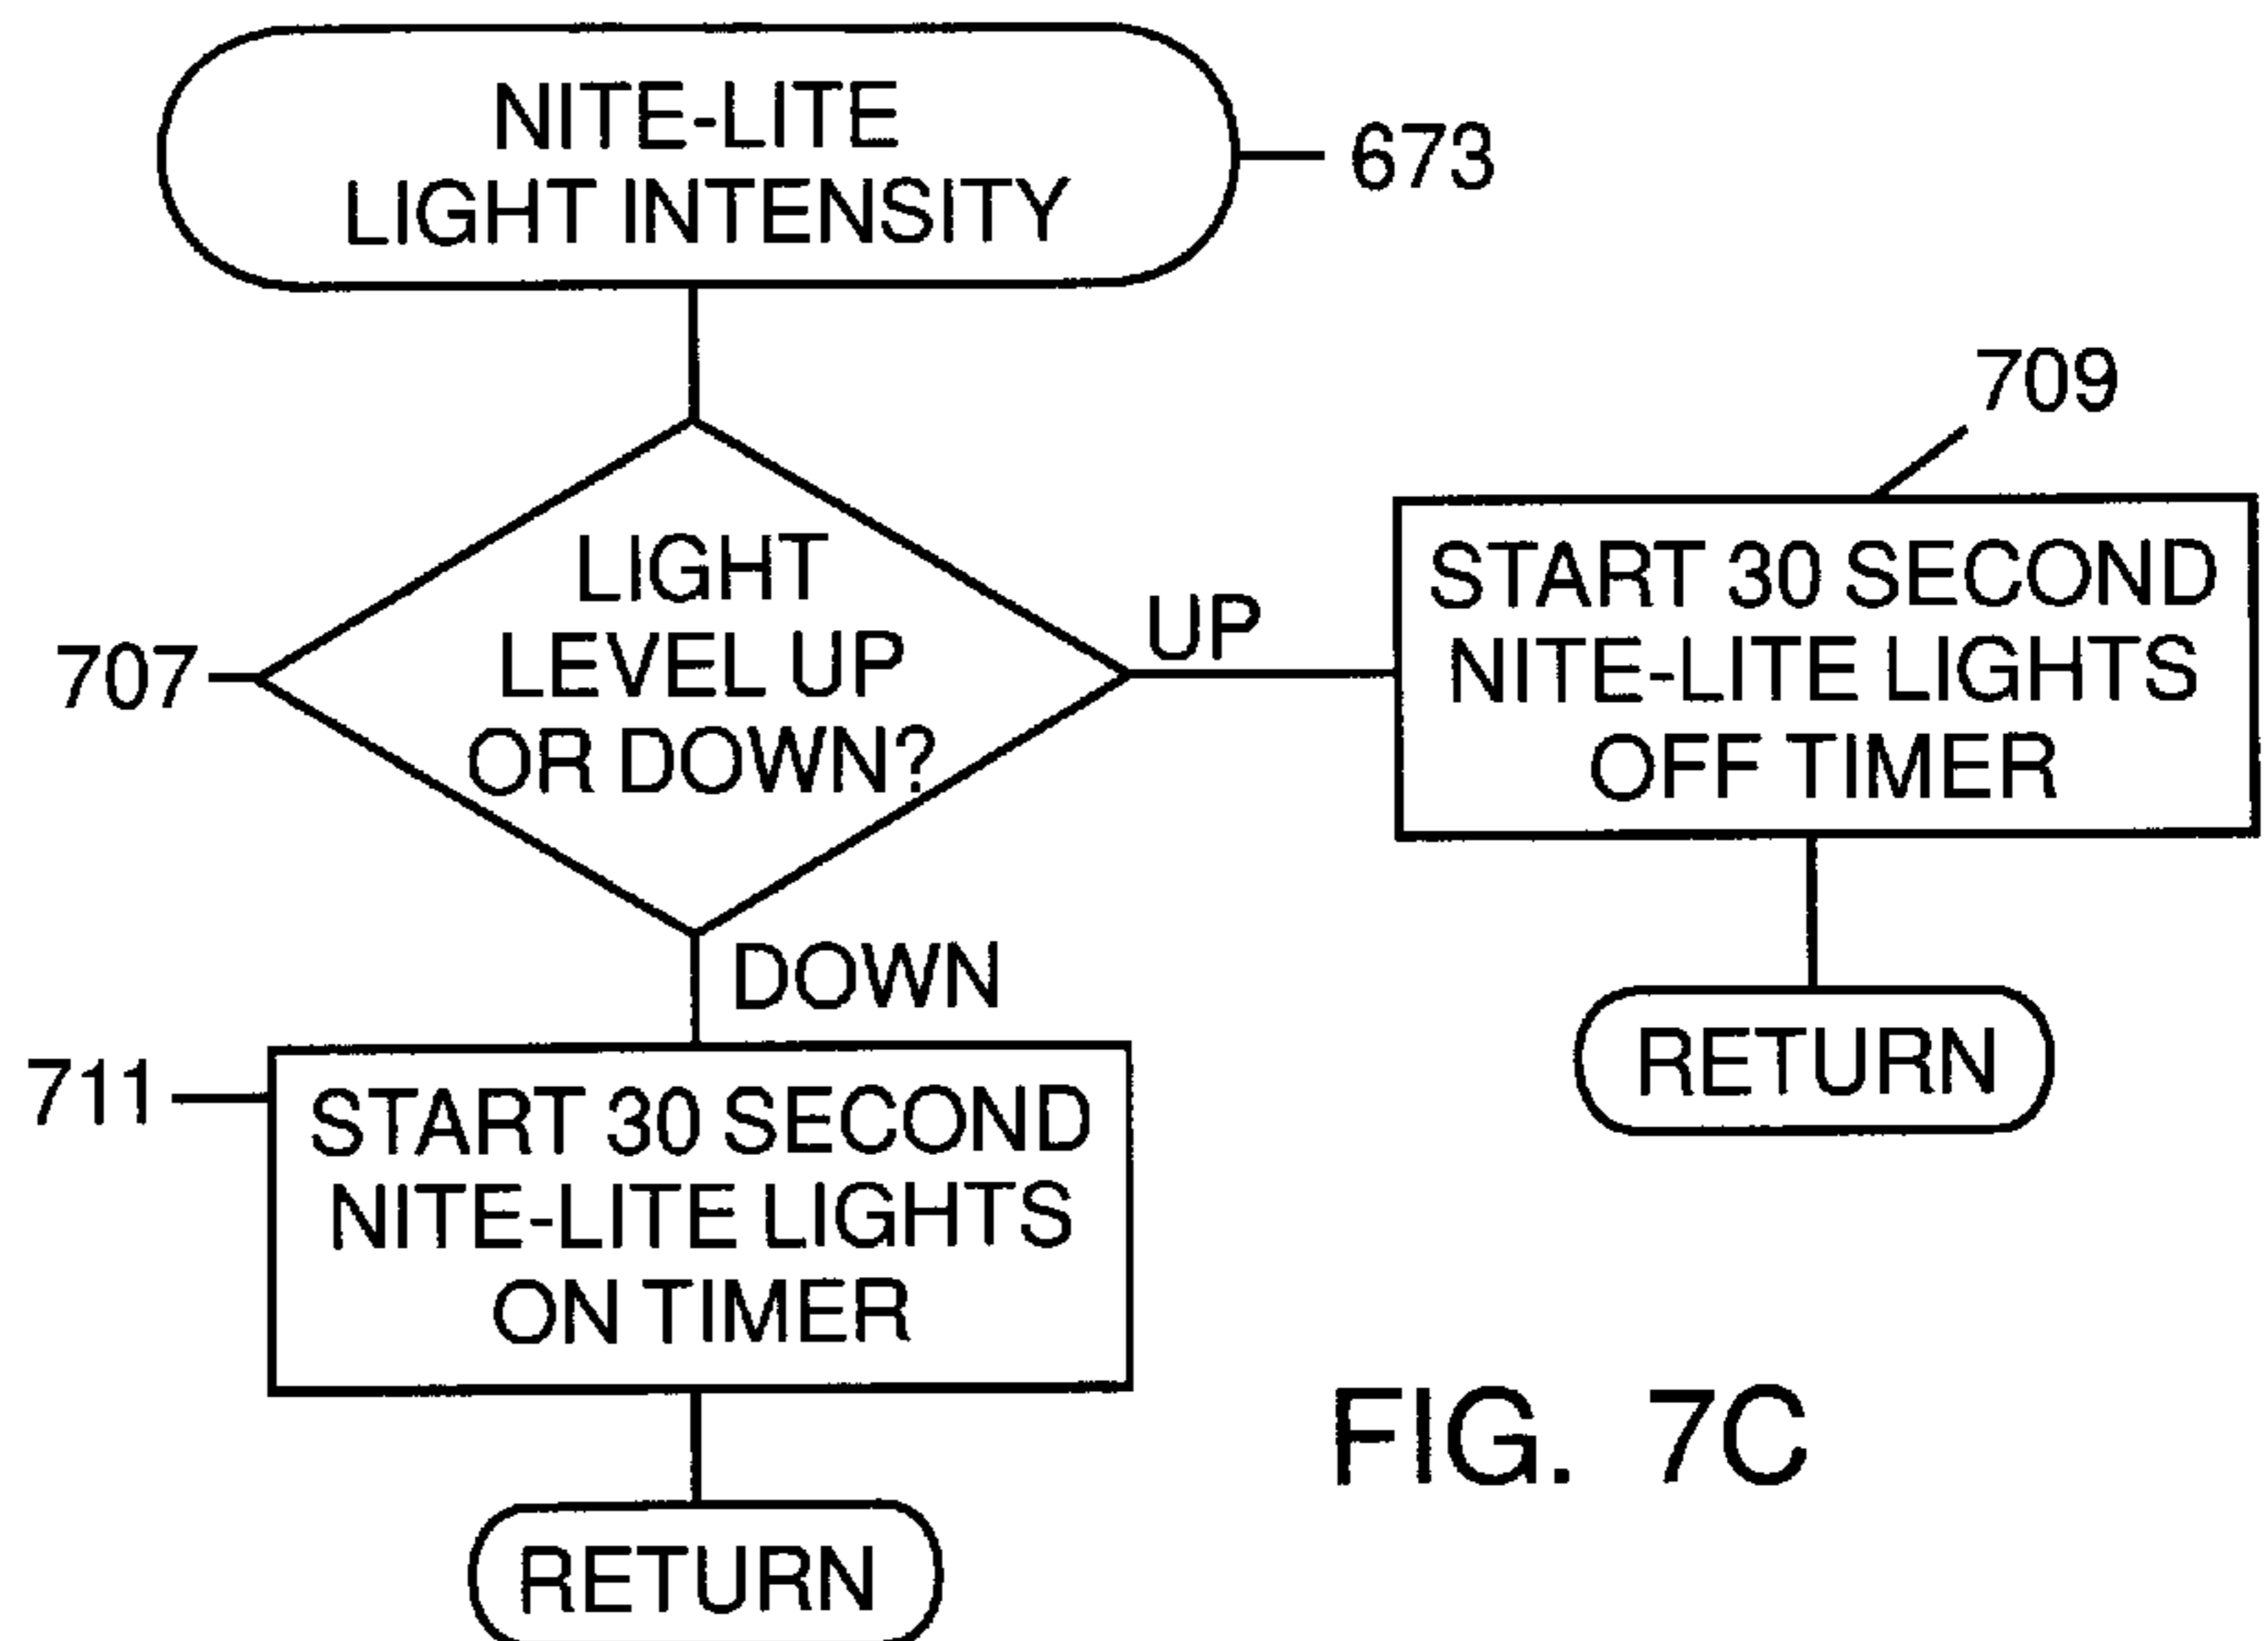 NITE-LITE
LIGHT INTENSITY
673
LIGHT
LEVEL UP
OR DOWN?
707
UP
709
START 30 SECOND
NITE-LITE LIGHTS
OFF TIMER
RETURN
DOWN
711
START 30 SECOND
NITE-LITE LIGHTS
ON TIMER
RETURN
FIG. 7C